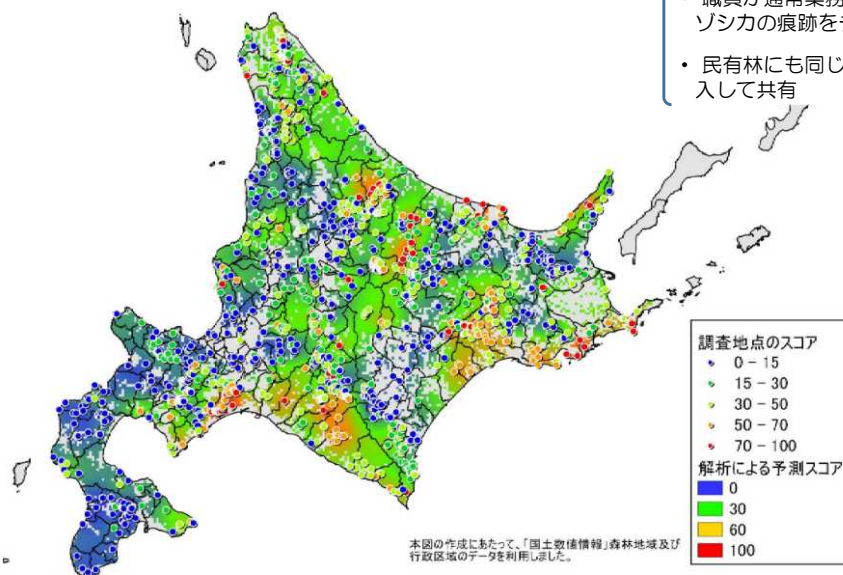 職員が通常業務
ゾシカの痕跡を
• 民有林にも同じ
入して共有
調査地点のスコア
0 - 15
15 - 30
30 - 50
50 - 70
70 - 100
解析による予測スコア
0
30
60
100
本図の作成にあたって、「国土数値情報」森林地域及び
行政区域のデータを利用しました。